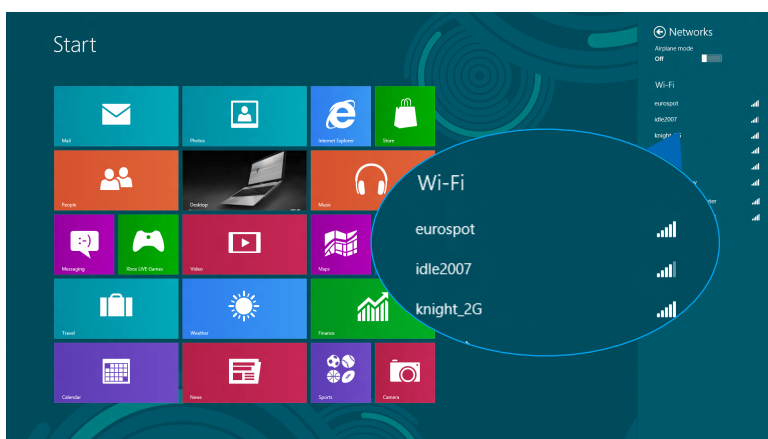 Start
Mail
Photos
Internet Explorer
Store
People
Desktop
Music
Messaging
Xbox LIVE Games
Video
Maps
Travel
Weather
Finance
Calendar
News
Sports
Camera
Networks
Airplane mode
Off
Wi-Fi
eurospot
idle2007
Wi-Fi
eurospot
idle2007
knight_2G